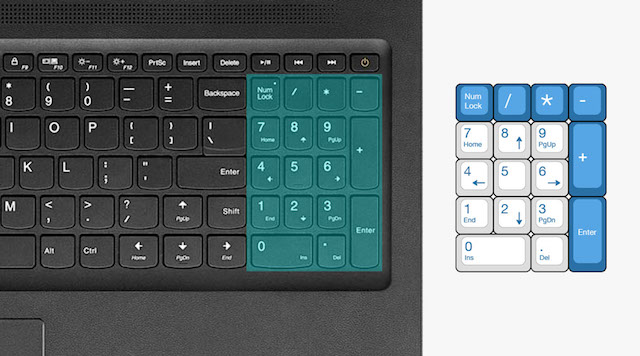 F9 F10 F11 F12 PrtSc Insert Delete
* 8 ( 9 ) 0 — - + = Backspace Num Lock / * -
P { [ } ] | \ 7 Home 8 9 PgUp
K L : ; " ' Enter 4 5 6 +
M < , > . ? / PgUp Shift 1 End 2 3 PgDn
Alt Ctrl Home PgDn End 0 Ins . Del Enter
Num Lock / * -
7 Home 8 9 PgUp +
4 5 6
1 End 2 3 PgDn Enter
0 Ins . Del